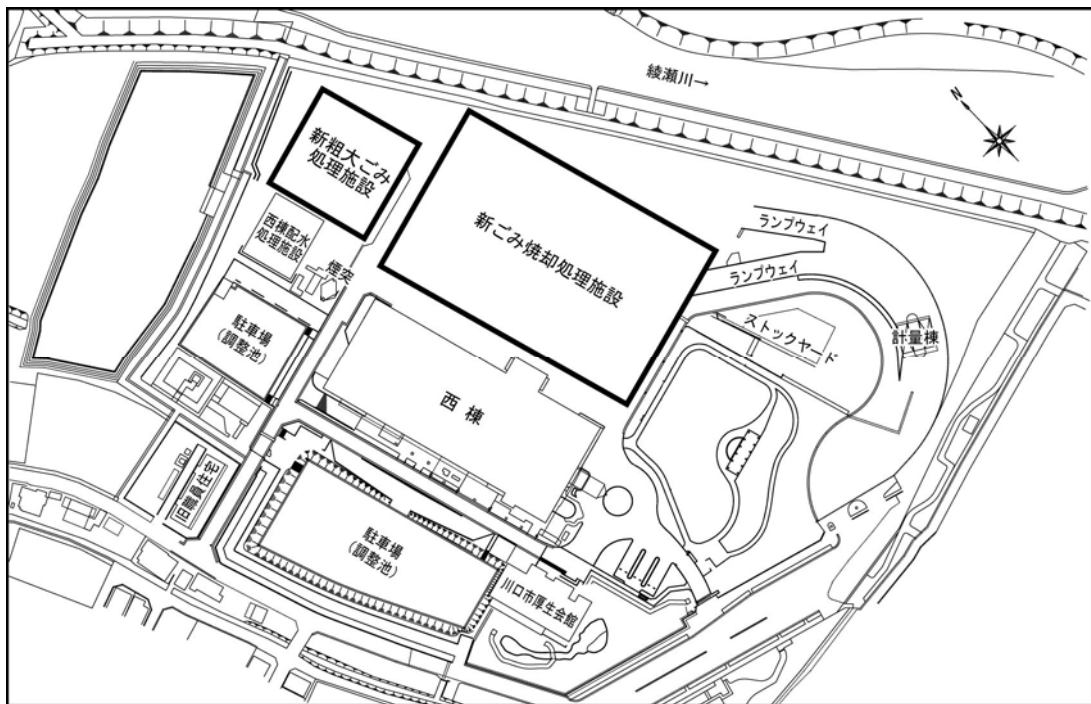 綾瀬川→
N
新粗大ごみ
処理施設
新ごみ焼却処理施設
西棟配水
処理施設
煙突
ランプウェイ
ランプウェイ
ストックヤード
計量棟
駐車場
(調整池)
西棟
旧職員住宅
駐車場
(調整池)
川口市厚生会館